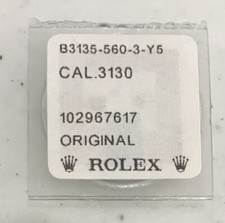 B3135-560-3-Y5
CAL.3130
102967617
ORIGINAL
ROLEX